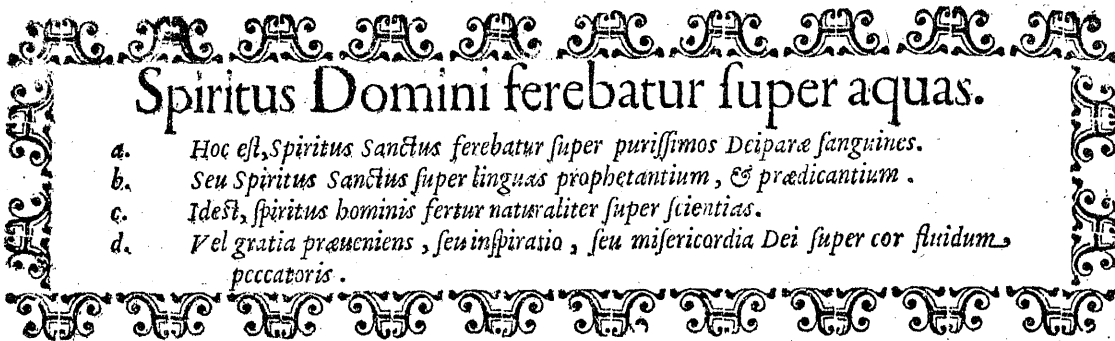 Spiritus Domini ferebatur ſuper aquas.
a. Hoc eſt, Spiritus Sanctus ferebatur ſuper puriſſimos Deiparæ ſanguines.
b. Seu Spiritus Sanctus ſuper linguas prophetantium, & prædicantium.
c. Ideſt, ſpiritus hominis fertur naturaliter ſuper ſcientias.
d. Vel gratia præueniens, ſeu inſpiratio, ſeu miſericordia Dei ſuper cor fluidum
peccatoris.